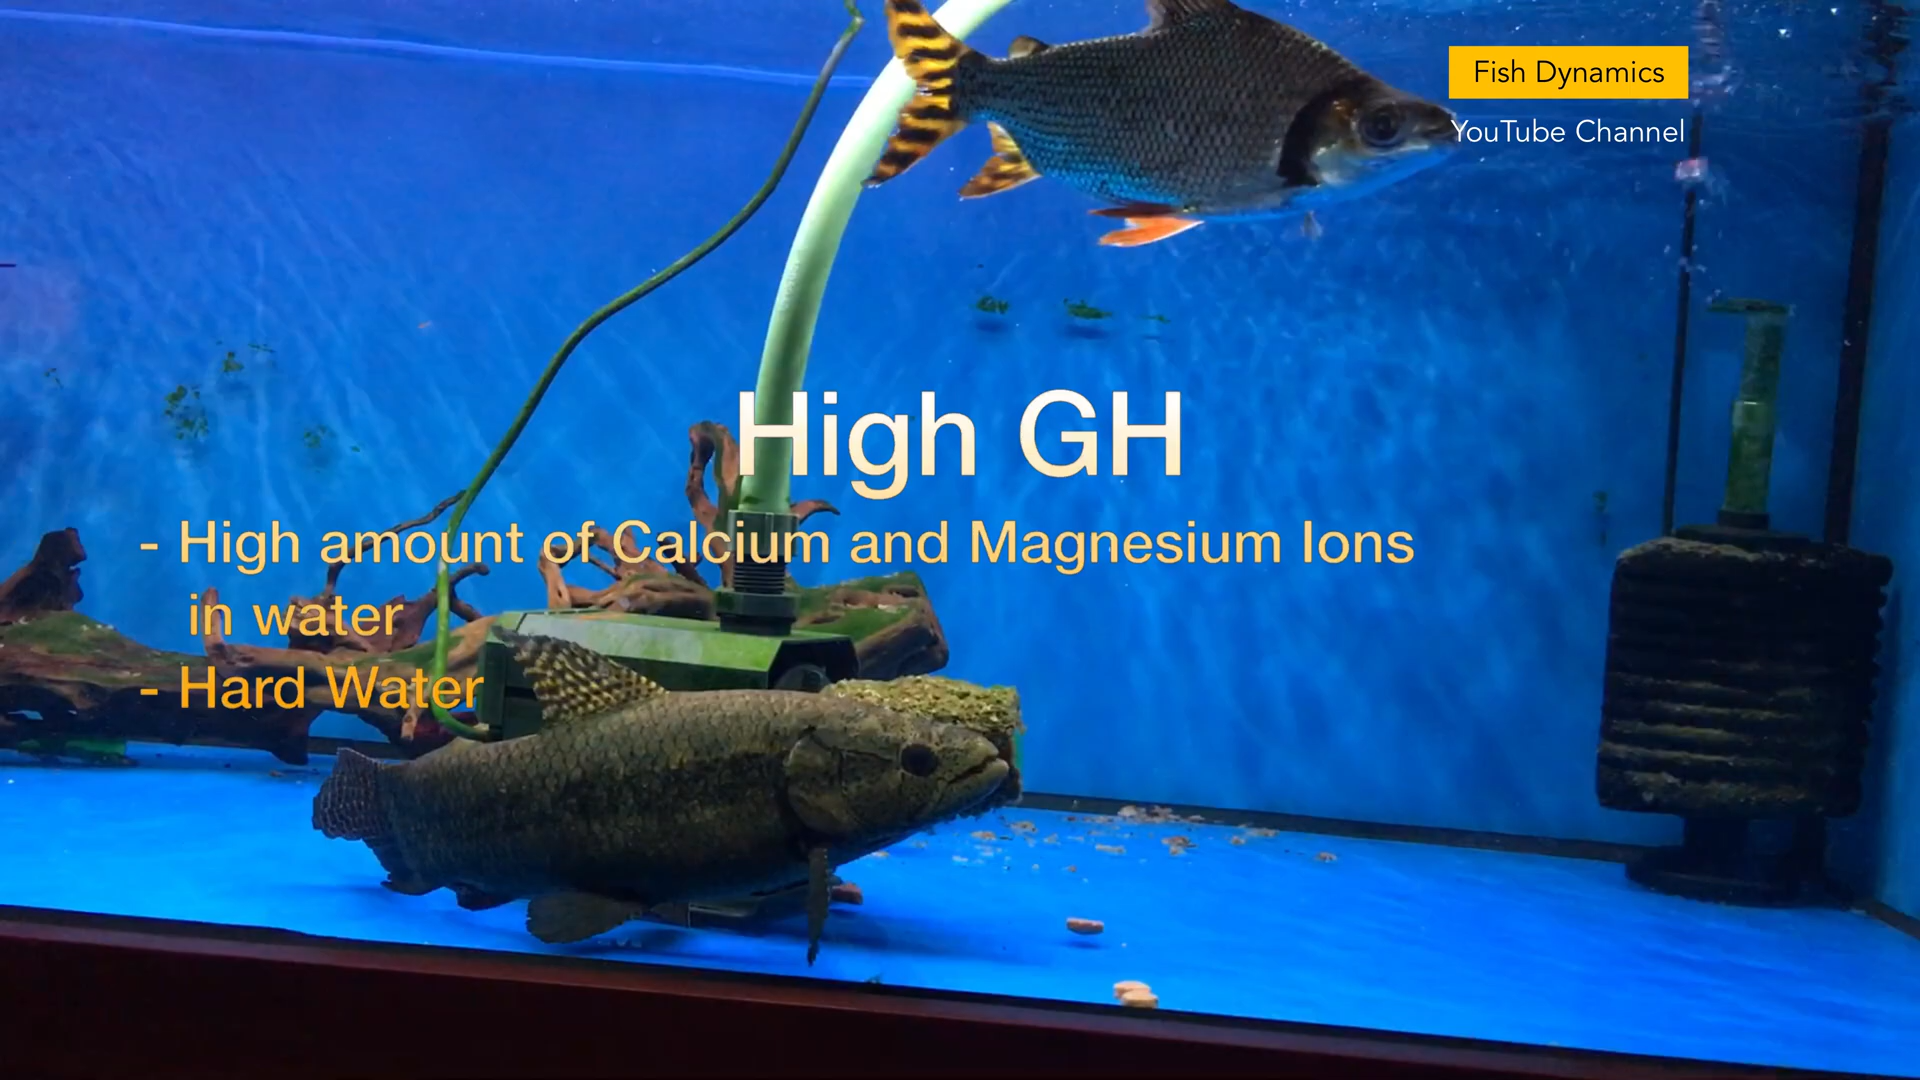 Fish Dynamics
YouTube Channel
High GH
- High amount of Calcium and Magnesium Ions
in water
- Hard Water